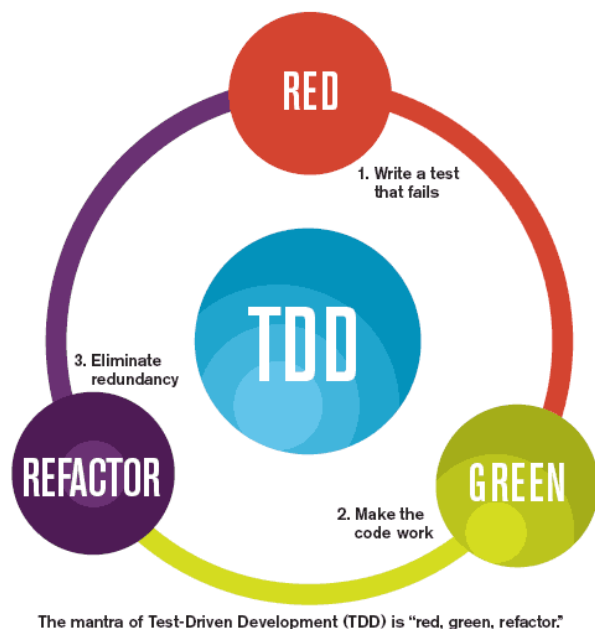 RED
1. Write a test
that fails
TDD
3. Eliminate
redundancy
REFACTOR
GREEN
2. Make the
code work
The mantra of Test-Driven Development (TDD) is “red, green, refactor.”